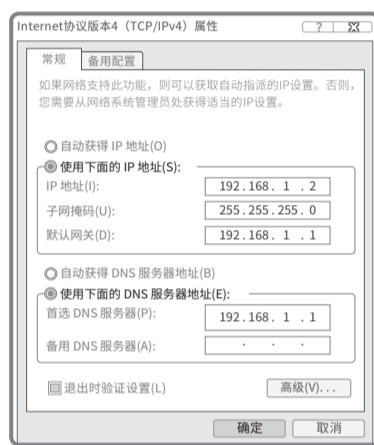 Internet协议版本4（TCP/IPv4）属性
常规 备用配置
如果网络支持此功能，则可以获取自动指派的IP设置。否则，
您需要从网络系统管理员处获得适当的IP设置。
自动获得 IP 地址(O)
使用下面的 IP 地址(S):
IP 地址(I): 192.168. 1 .2
子网掩码(U): 255.255.255.0
默认网关(D): 192.168. 1 .1
自动获得 DNS 服务器地址(B)
使用下面的 DNS 服务器地址(E):
首选 DNS 服务器(P): 192.168. 1 .1
备用 DNS 服务器(A): . . .
退出时验证设置(L) 高级(V)...
确定 取消